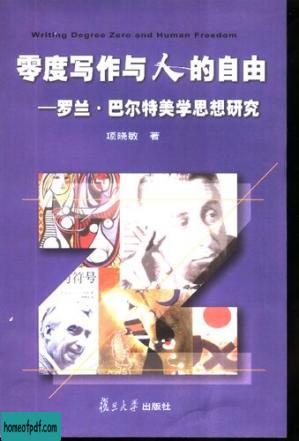 Writing Degree Zero and Human Freedom
零度写作与人的自由
—罗兰·巴尔特美学思想研究
项晓敏 著
符号
复旦大学出版社
homeofpdf.com